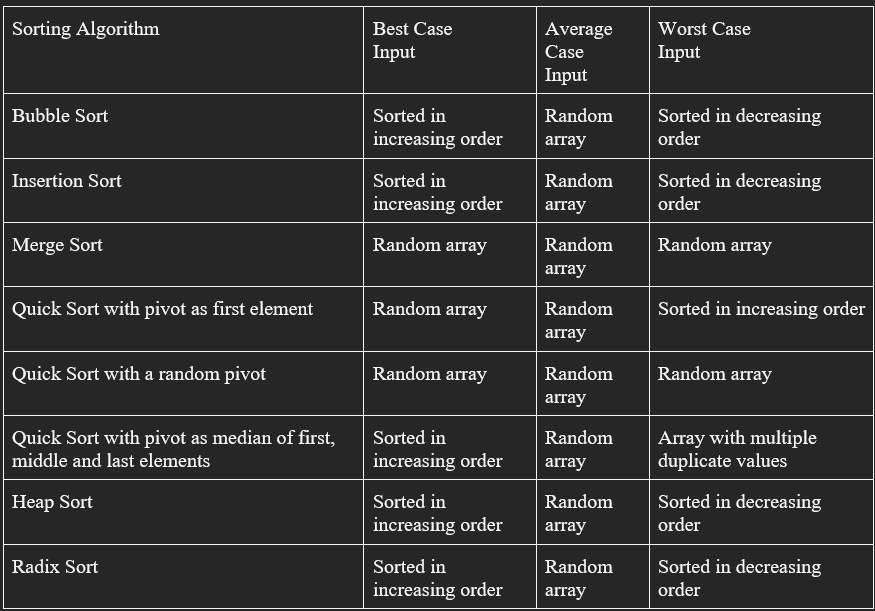 Sorting Algorithm
Best Case
Input
Average
Case
Input
Worst Case
Input
Bubble Sort
Sorted in
increasing order
Random
array
Sorted in decreasing
order
Insertion Sort
Sorted in
increasing order
Random
array
Sorted in decreasing
order
Merge Sort
Random array
Random
array
Random array
Quick Sort with pivot as first element
Random array
Random
array
Sorted in increasing order
Quick Sort with a random pivot
Random array
Random
array
Random array
Quick Sort with pivot as median of first,
middle and last elements
Sorted in
increasing order
Random
array
Array with multiple
duplicate values
Heap Sort
Sorted in
increasing order
Random
array
Sorted in decreasing
order
Radix Sort
Sorted in
increasing order
Random
array
Sorted in decreasing
order